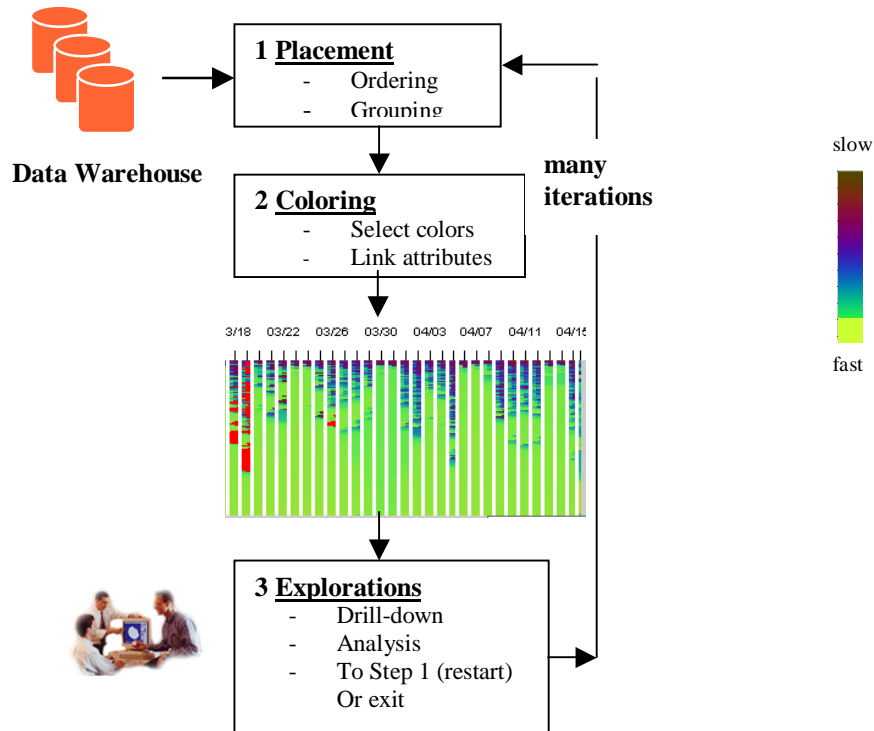 1 Placement
- Ordering
- Grouping
Data Warehouse
many
iterations
slow
fast
2 Coloring
- Select colors
- Link attributes
3/18 03/22 03/26 03/30 04/03 04/07 04/11 04/15
3 Explorations
- Drill-down
- Analysis
- To Step 1 (restart)
Or exit